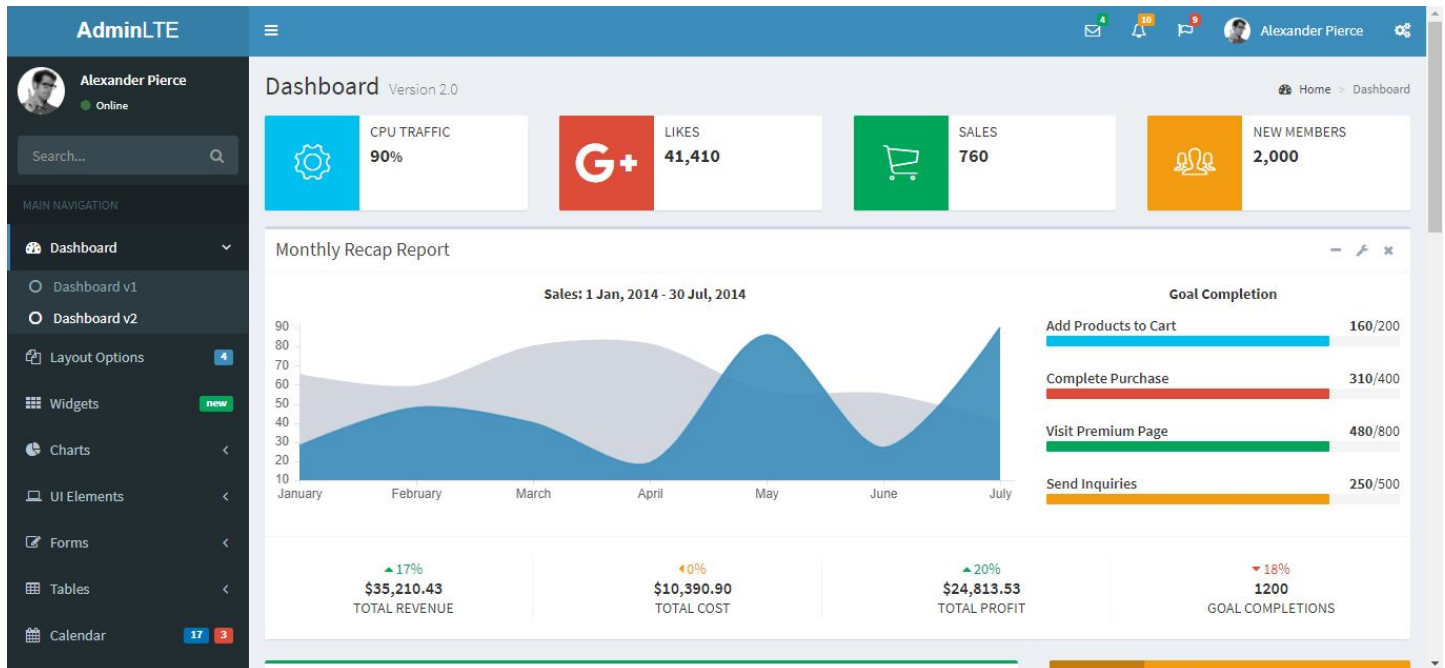 AdminLTE
4
10
9
Alexander Pierce
Alexander Pierce
Online
Search...
MAIN NAVIGATION
Dashboard
Dashboard v1
Dashboard v2
Layout Options 4
Widgets new
Charts
UI Elements
Forms
Tables
Calendar 17 3
Dashboard Version 2.0
Home > Dashboard
CPU TRAFFIC
90%
G+
LIKES
41,410
SALES
760
NEW MEMBERS
2,000
Monthly Recap Report
Sales: 1 Jan, 2014 - 30 Jul, 2014
90
80
70
60
50
40
30
20
10
January February March April May June July
Goal Completion
Add Products to Cart 160/200
Complete Purchase 310/400
Visit Premium Page 480/800
Send Inquiries 250/500
17%
$35,210.43
TOTAL REVENUE
0%
$10,390.90
TOTAL COST
20%
$24,813.53
TOTAL PROFIT
18%
1200
GOAL COMPLETIONS